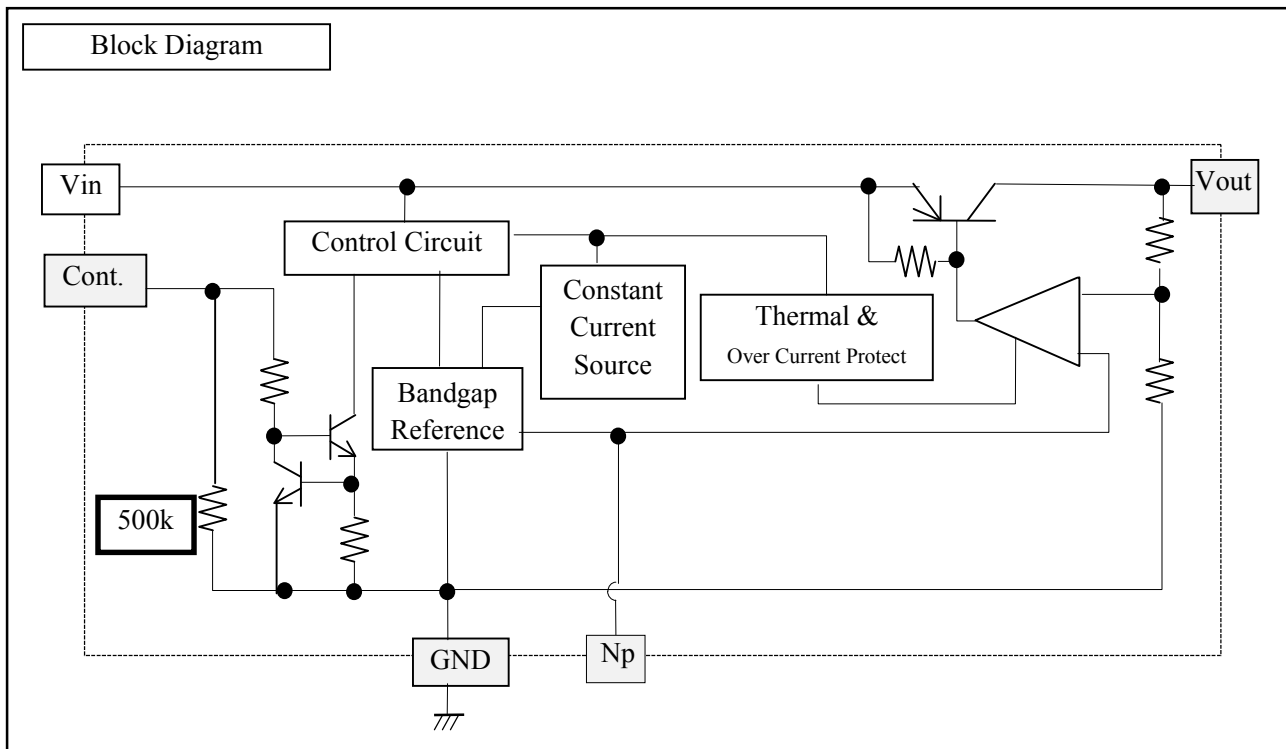 Block Diagram
Vin
Vout
Control Circuit
Cont.
Constant
Current
Source
Thermal &
Over Current Protect
Bandgap
Reference
500k
GND
Np